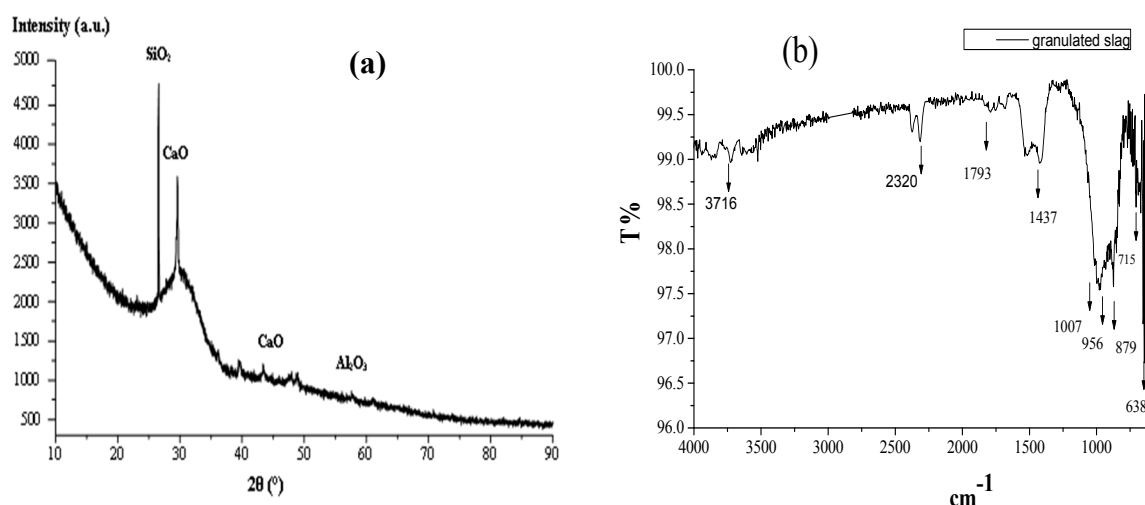 Intensity (a.u.)
(a)
SiO₂
CaO
CaO
Al₂O₃
5000
4500
4000
3500
3000
2500
2000
1500
1000
500
10 20 30 40 50 60 70 80 90
2θ (⁰)
(b)
granulated slag
T %
100.0
99.5
99.0
98.5
98.0
97.5
97.0
96.5
96.0
3716
2320
1793
1437
1007
956
879
715
638
4000 3500 3000 2500 2000 1500 1000
cm⁻¹